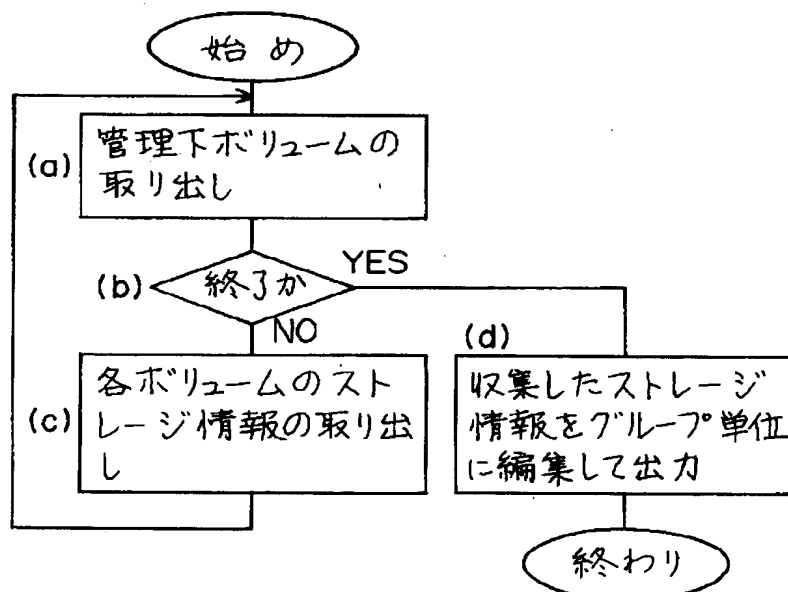 始め
(a)
管理下ボリュームの
取り出し
(b)
終了か
YES
NO
(c)
各ボリュームのスト
レージ情報の取り出
し
(d)
収集したストレージ
情報をグループ単位
に編集して出力
終わり